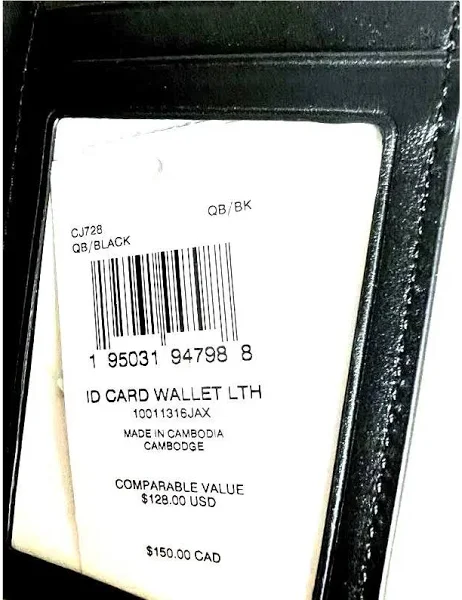 QB/BK
CJ728
QB/BLACK
1 95031 94798 8
ID CARD WALLET LTH
10011316JAX
MADE IN CAMBODIA
CAMBODGE
COMPARABLE VALUE
$128.00 USD
$150.00 CAD